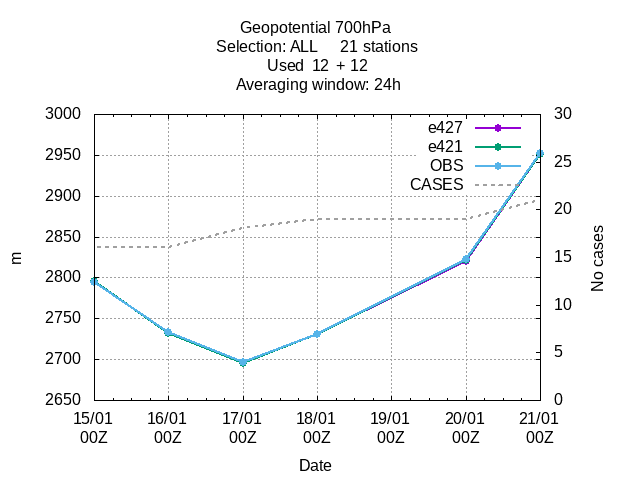 Geopotential 700hPa
Selection: ALL     21 stations
Used  12  + 12
Averaging window: 24h
3000
2950
2900
2850
2800
2750
2700
2650
m
30
25
20
15
10
5
0
No cases
e427
e421
OBS
CASES
15/01 16/01 17/01 18/01 19/01 20/01 21/01
00Z 00Z 00Z 00Z 00Z 00Z 00Z
Date